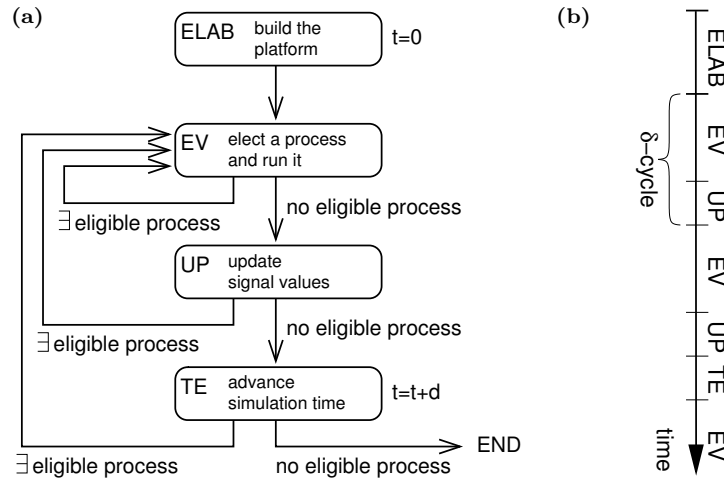 (a)
ELAB build the
platform
t=0
EV elect a process
and run it
∃ eligible process
no eligible process
UP update
signal values
∃ eligible process
no eligible process
TE advance
simulation time
t=t+d
END
∃ eligible process
no eligible process
(b)
ELAB
EV
δ−cycle
UP
EV
UP
TE
EV
time